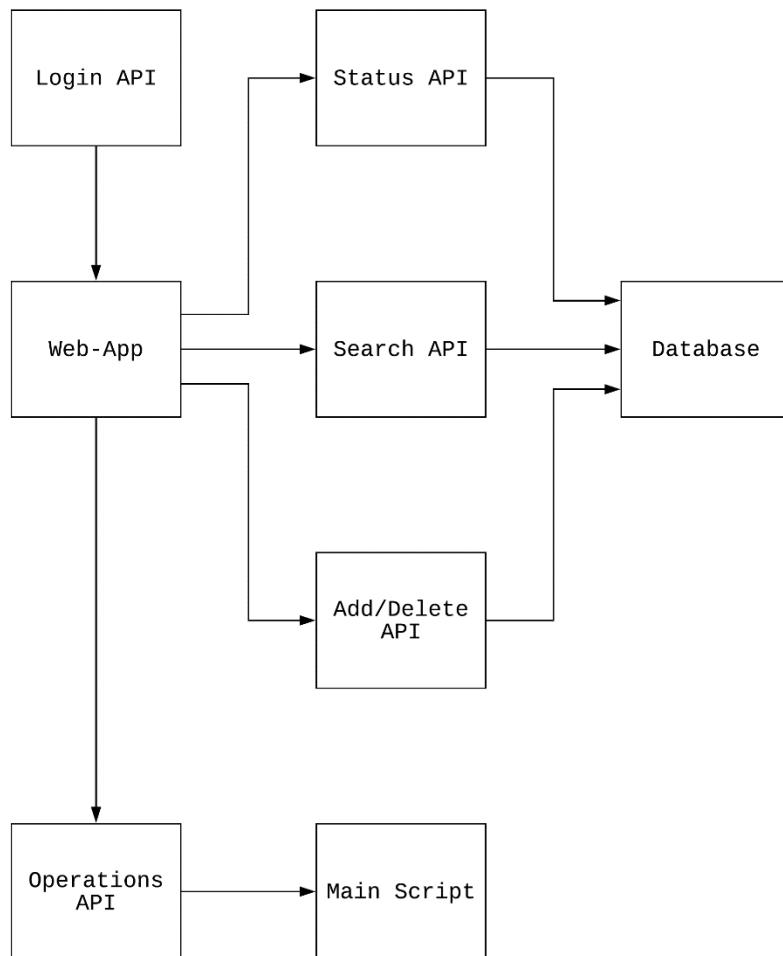 Login API
Status API
Web-App
Search API
Database
Add/Delete
API
Operations
API
Main Script